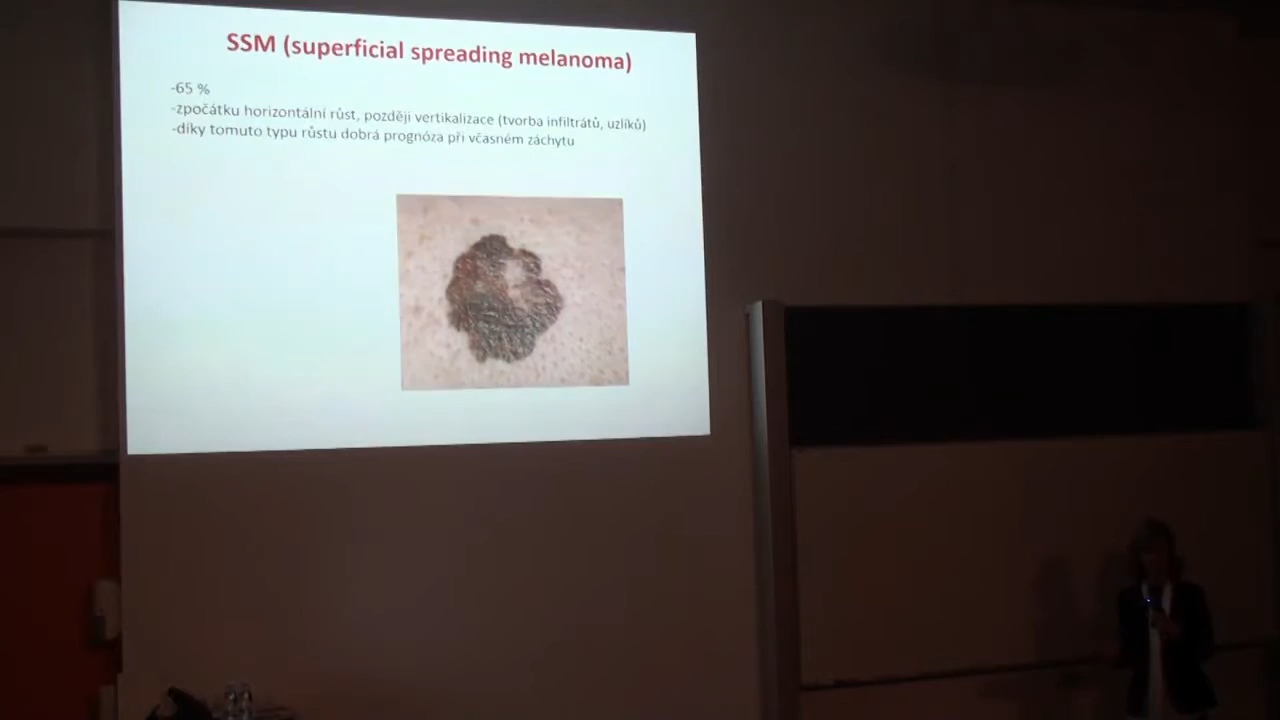 SSM (superficial spreading melanoma)
-65 %
-zpočátku horizontální růst, později vertikalizace (tvorba infiltrátů, uzlíků)
-díky tomuto typu růstu dobrá prognóza při včasném záchytu